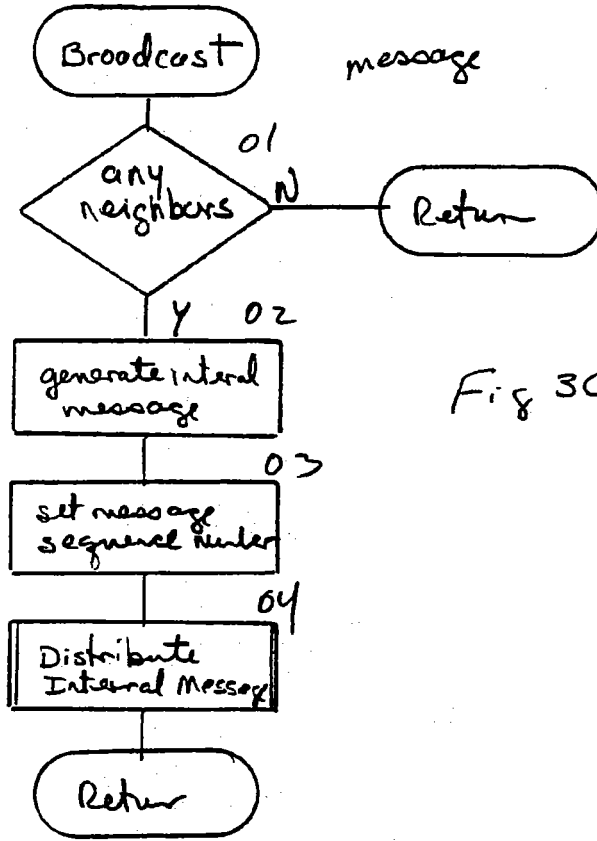 Broadcast
message
01
any
neighbors
N
Return
Y
02
generate interal
message
Fig 30
03
set message
sequence number
04
Distribute
Internal Message
Return